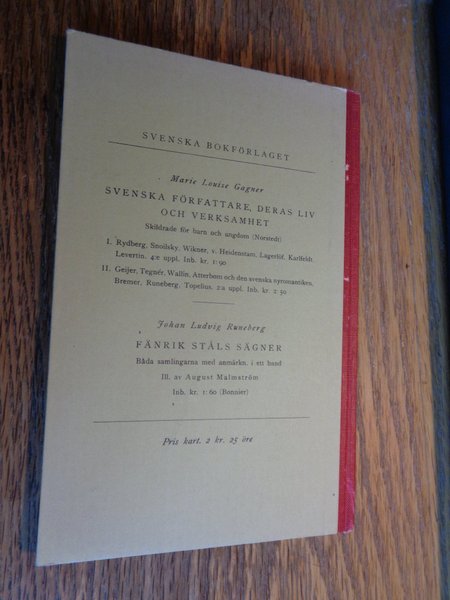 SVENSKA BOKFÖRLAGET
Marie Louise Gagner
SVENSKA FÖRFATTARE, DERAS LIV
OCH VERKSAMHET
Skildrade för barn och ungdom (Norstedt)
I. Rydberg, Snoilsky, Wikner, v. Heidenstam, Lagerlöf, Karlfeldt,
Levertin. 4:e uppl. Inb. kr. 1:90
II. Geijer, Tegnér, Wallin, Atterbom och den svenska nyromantiken,
Bremer, Runeberg, Topelius. 2:a uppl. Inb. kr. 2:50
Johan Ludvig Runeberg
FÄNRIK STÅLS SÄGNER
Båda samlingarna med anmärkn. i ett band
Ill. av August Malmström
Inb. kr. 1:60 (Bonnier)
Pris kart. 2 kr. 25 öre